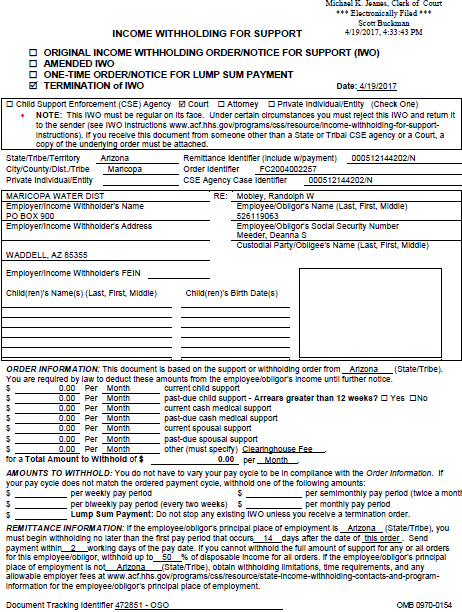 Michael K. Jeanes, Clerk of Court
*** Electronically Filed ***
Scott Buckman
4/19/2017, 4:33:43 PM
INCOME WITHHOLDING FOR SUPPORT
☐ ORIGINAL INCOME WITHHOLDING ORDER/NOTICE FOR SUPPORT (IWO)
☐ AMENDED IWO
☐ ONE-TIME ORDER/NOTICE FOR LUMP SUM PAYMENT
☑ TERMINATION of IWO Date: 4/19/2017
☐ Child Support Enforcement (CSE) Agency ☑ Court ☐ Attorney ☐ Private Individual/Entity (Check One)
• NOTE: This IWO must be regular on its face. Under certain circumstances you must reject this IWO and return it
to the sender (see IWO instructions www.acf.hhs.gov/programs/css/resource/income-withholding-for-support-
instructions). If you receive this document from someone other than a State or Tribal CSE agency or a Court, a
copy of the underlying order must be attached.
State/Tribe/Territory Arizona Remittance Identifier (include w/payment) 000512144202/N
City/County/Dist./Tribe Maricopa Order Identifier FC2004002257
Private Individual/Entity CSE Agency Case Identifier 000512144202/N
MARICOPA WATER DIST RE: Mobley, Randolph W
Employer/Income Withholder's Name Employee/Obligor's Name (Last, First, Middle)
PO BOX 900 526119063
Employer/Income Withholder's Address Employee/Obligor's Social Security Number
Meeder, Deanna S
Custodial Party/Obligee's Name (Last, First, Middle)
WADDELL, AZ 85355
Employer/Income Withholder's FEIN
Child(ren)'s Name(s) (Last, First, Middle) Child(ren)'s Birth Date(s)
ORDER INFORMATION: This document is based on the support or withholding order from Arizona (State/Tribe).
You are required by law to deduct these amounts from the employee/obligor's income until further notice.
$ 0.00 Per Month current child support
$ 0.00 Per Month past-due child support - Arrears greater than 12 weeks? ☐ Yes ☐No
$ 0.00 Per Month current cash medical support
$ 0.00 Per Month past-due cash medical support
$ 0.00 Per Month current spousal support
$ 0.00 Per Month past-due spousal support
$ 0.00 Per Month other (must specify) Clearinghouse Fee .
for a Total Amount to Withhold of $ 0.00 per Month .
AMOUNTS TO WITHHOLD: You do not have to vary your pay cycle to be in compliance with the Order Information. If
your pay cycle does not match the ordered payment cycle, withhold one of the following amounts:
$ per weekly pay period $ per semimonthly pay period (twice a month
$ per biweekly pay period (every two weeks) $ per monthly pay period
$ Lump Sum Payment: Do not stop any existing IWO unless you receive a termination order.
REMITTANCE INFORMATION: If the employee/obligor's principal place of employment is Arizona (State/Tribe), you
must begin withholding no later than the first pay period that occurs 14 days after the date of this order . Send
payment within 2 working days of the pay date. If you cannot withhold the full amount of support for any or all orders
for this employee/obligor, withhold up to 50 % of disposable income for all orders. If the employee/obligor's principal
place of employment is not Arizona (State/Tribe), obtain withholding limitations, time requirements, and any
allowable employer fees at www.acf.hhs.gov/programs/css/resource/state-income-withholding-contacts-and-program-
information for the employee/obligor's principal place of employment.
Document Tracking Identifier 472851 - OSO OMB 0970-0154